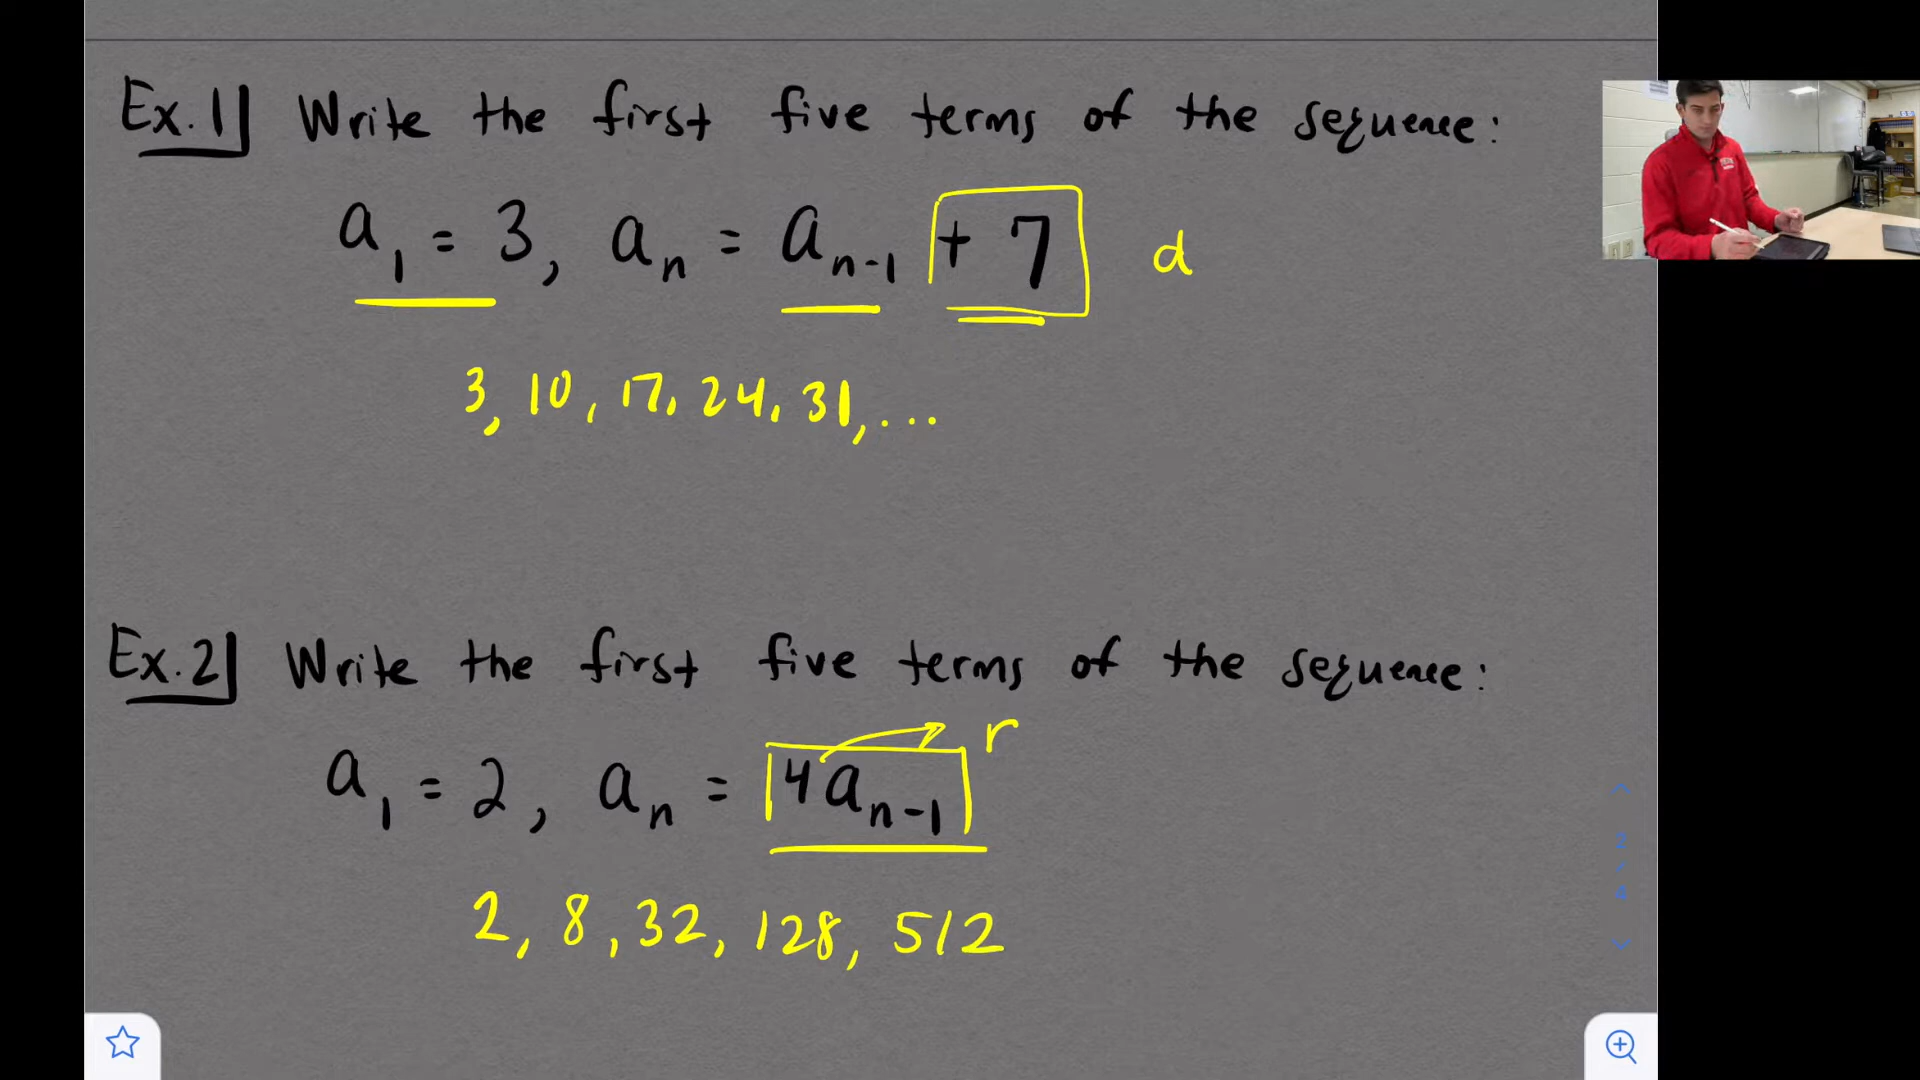 Ex. 1 Write the first five terms of the sequence:
a₁ = 3, aₙ = aₙ₋₁ + 7 d
3, 10, 17, 24, 31, ...
Ex. 2 Write the first five terms of the sequence:
r
a₁ = 2, aₙ = 4aₙ₋₁
2, 8, 32, 128, 512